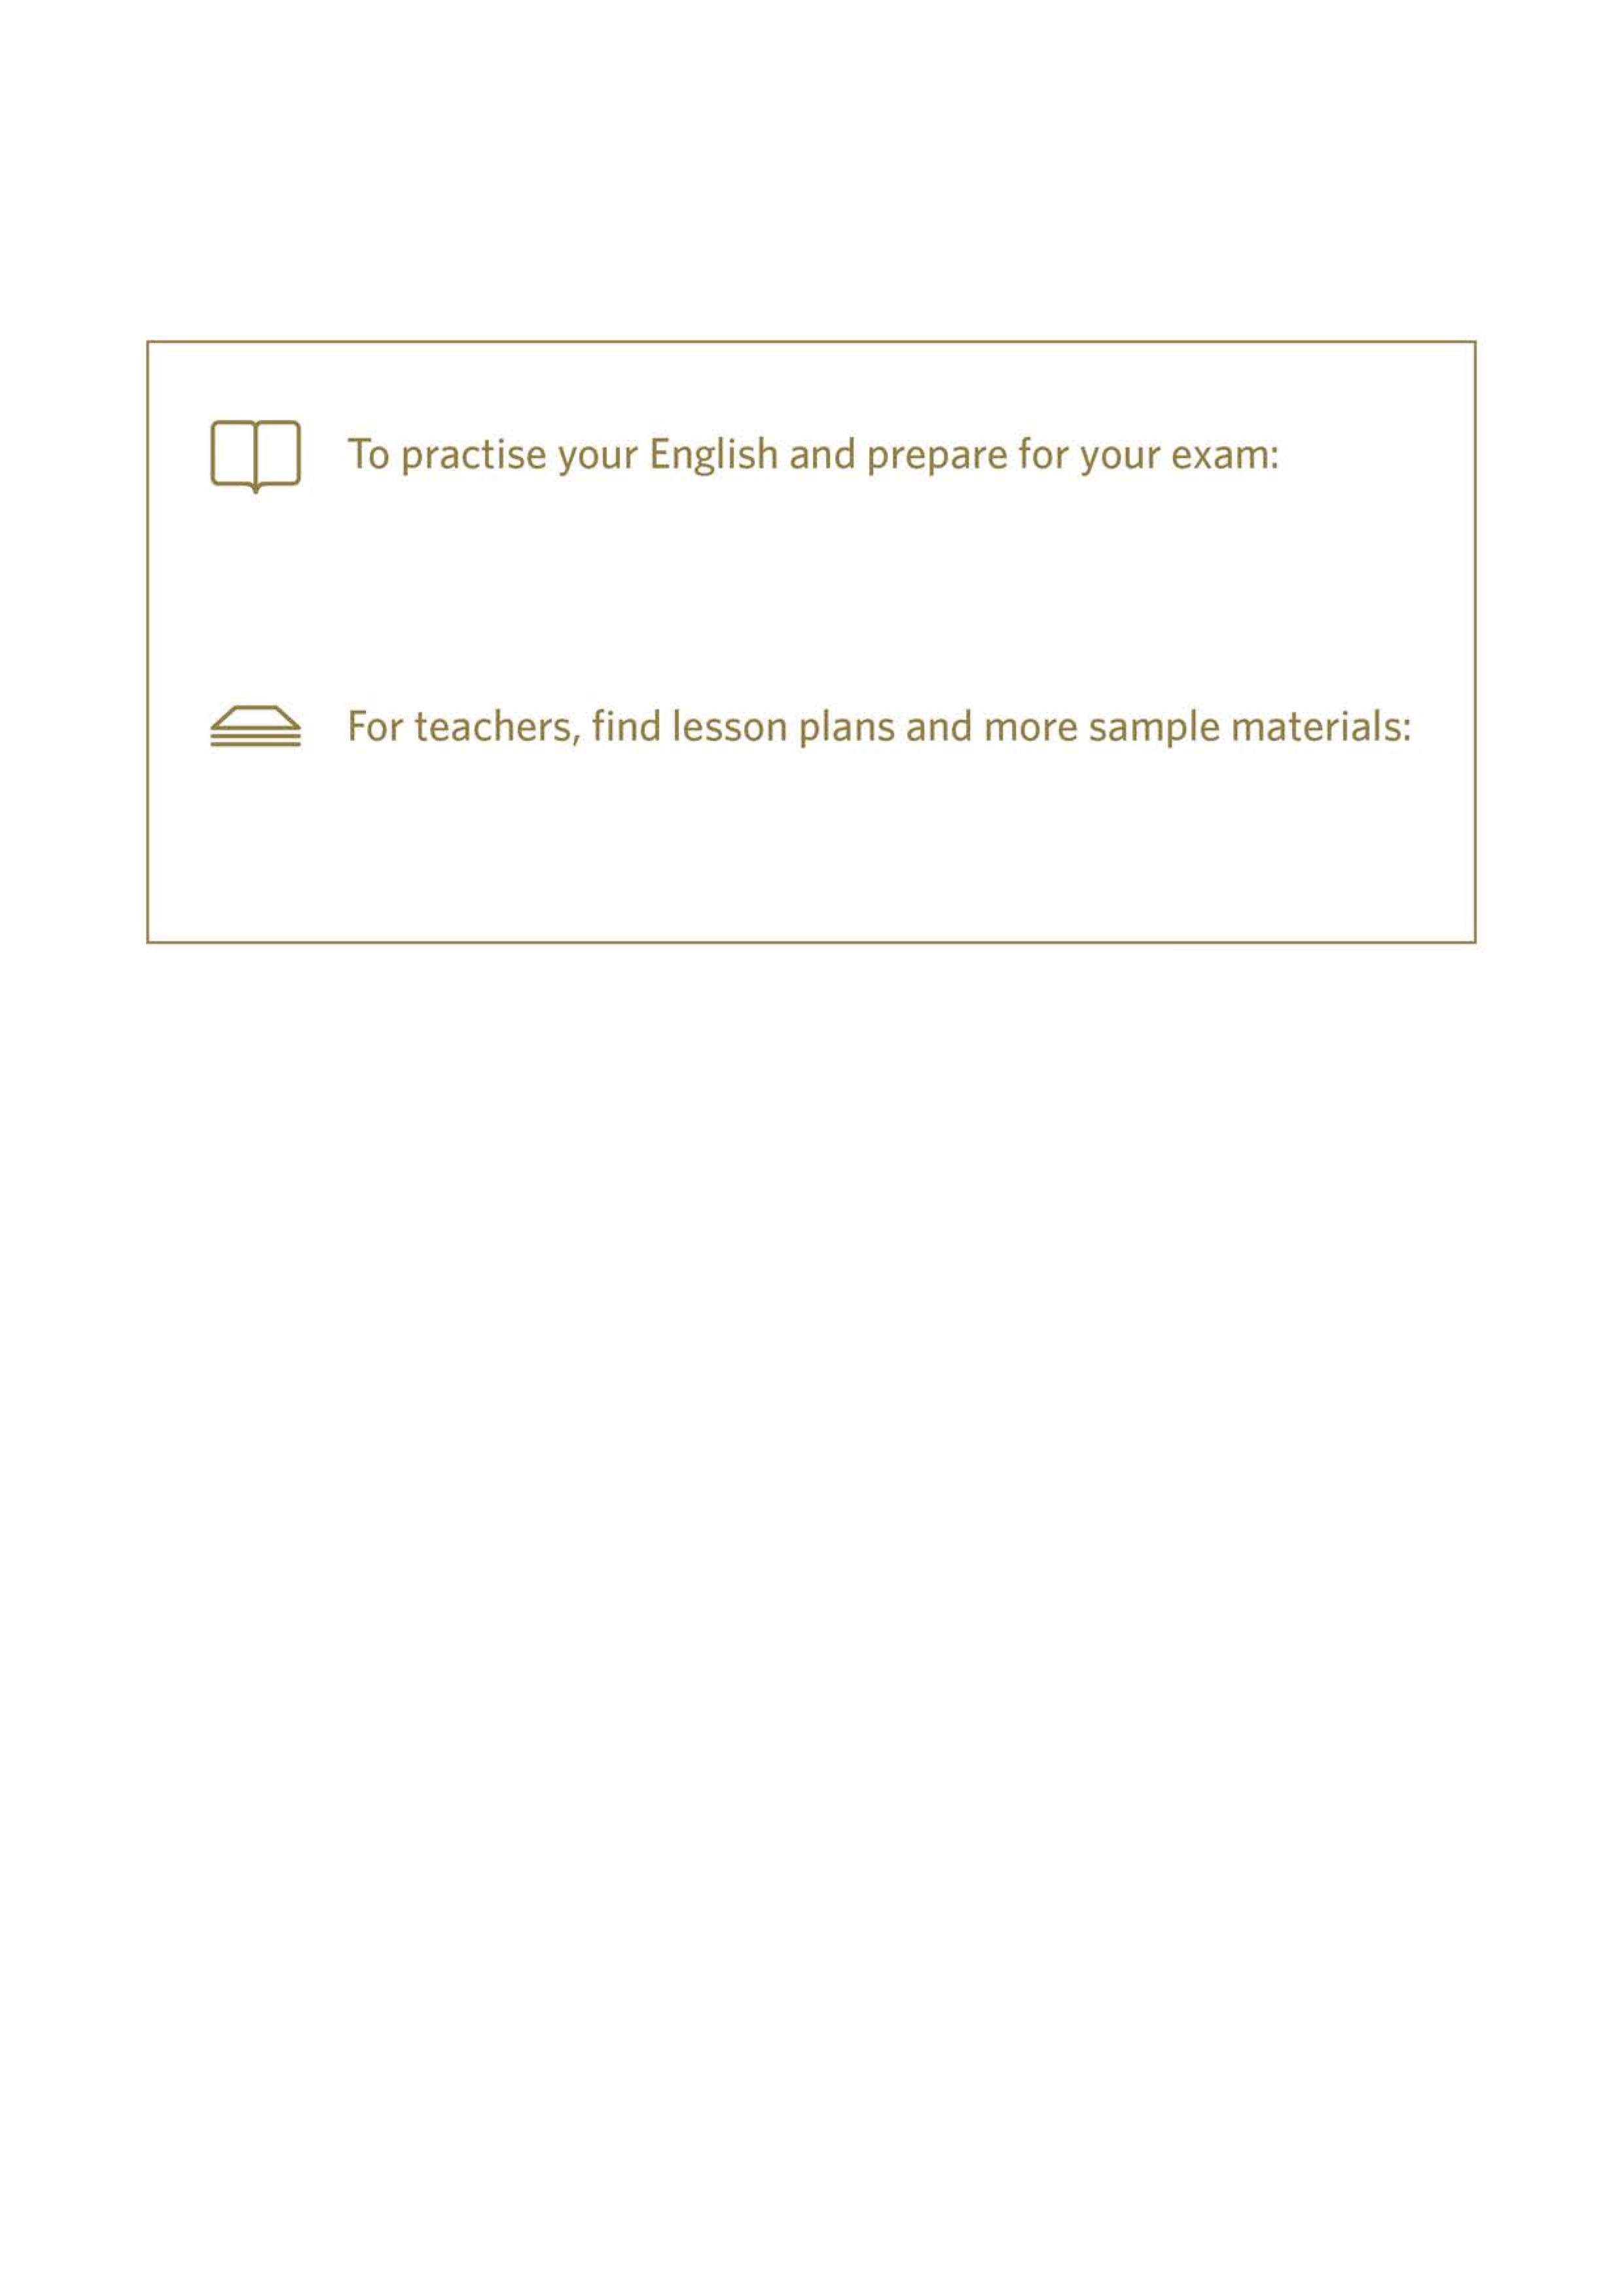 To practise your English and prepare for your exam:
For teachers, find lesson plans and more sample materials: